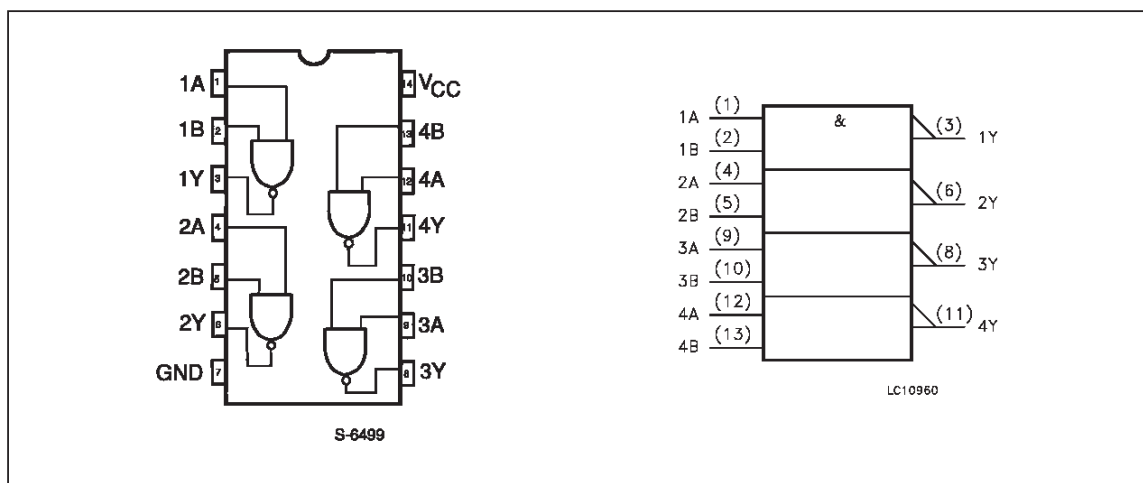 1A 1 14 VCC
1B 2 13 4B
1Y 3 12 4A
2A 4 11 4Y
2B 5 10 3B
2Y 6 9 3A
GND 7 8 3Y
S-6499
&
1A (1) (3) 1Y
1B (2)
2A (4) (6) 2Y
2B (5)
3A (9) (8) 3Y
3B (10)
4A (12) (11) 4Y
4B (13)
LC10960